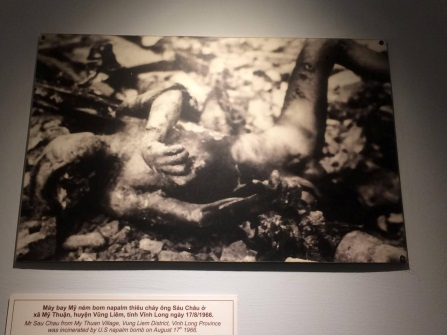 Máy bay Mỹ ném bom napalm thiêu cháy ông Sáu Châu ở
xã Mỹ Thuận, huyện Vũng Liêm, tỉnh Vĩnh Long ngày 17/8/1966.
Mr Sau Chau from My Thuan Village, Vung Liem District, Vinh Long Province
was incinerated by U.S napalm bomb on August 17th 1966.